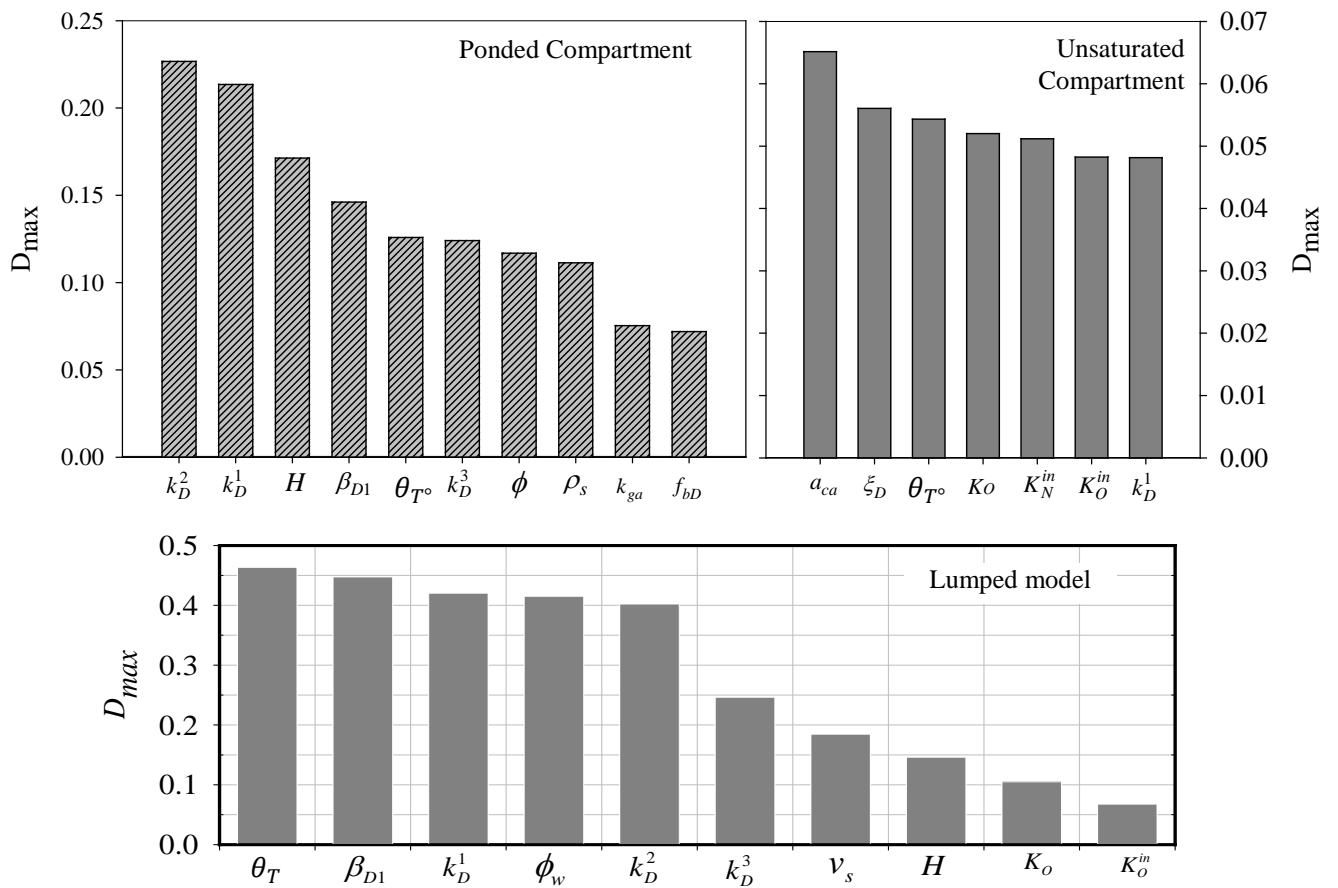 Ponded Compartment
D_max
0.25
0.20
0.15
0.10
0.05
0.00
k_D^2 k_D^1 H β_D1 θ_T° k_D^3 ϕ ρ_s k_ga f_bD
Unsaturated
Compartment
0.07
0.06
0.05
0.04
0.03
0.02
0.01
0.00
D_max
a_ca ξ_D θ_T° K_O K_N^in K_O^in k_D^1
Lumped model
D_max
0.5
0.4
0.3
0.2
0.1
0.0
θ_T β_D1 k_D^1 ϕ_w k_D^2 k_D^3 v_s H K_O K_O^in